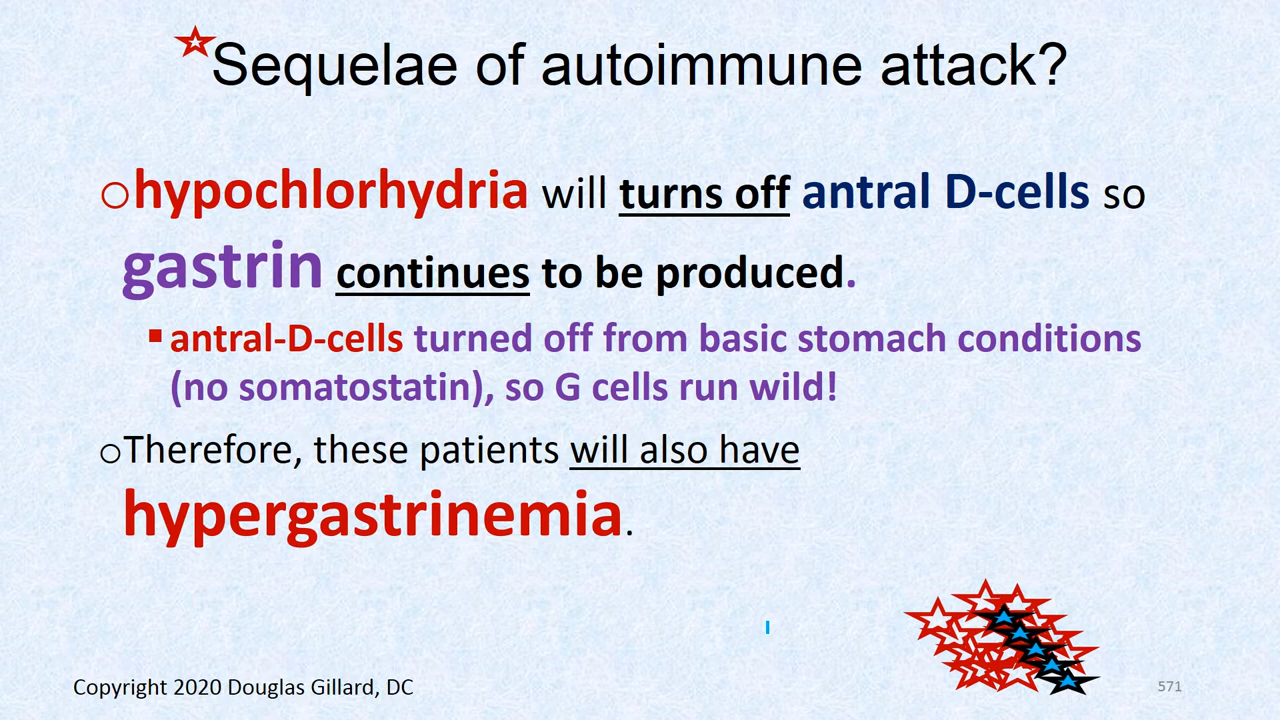 Sequelae of autoimmune attack?
hypochlorhydria will turns off antral D-cells so
gastrin continues to be produced.
antral-D-cells turned off from basic stomach conditions
(no somatostatin), so G cells run wild!
Therefore, these patients will also have
hypergastrinemia.
Copyright 2020 Douglas Gillard, DC
571